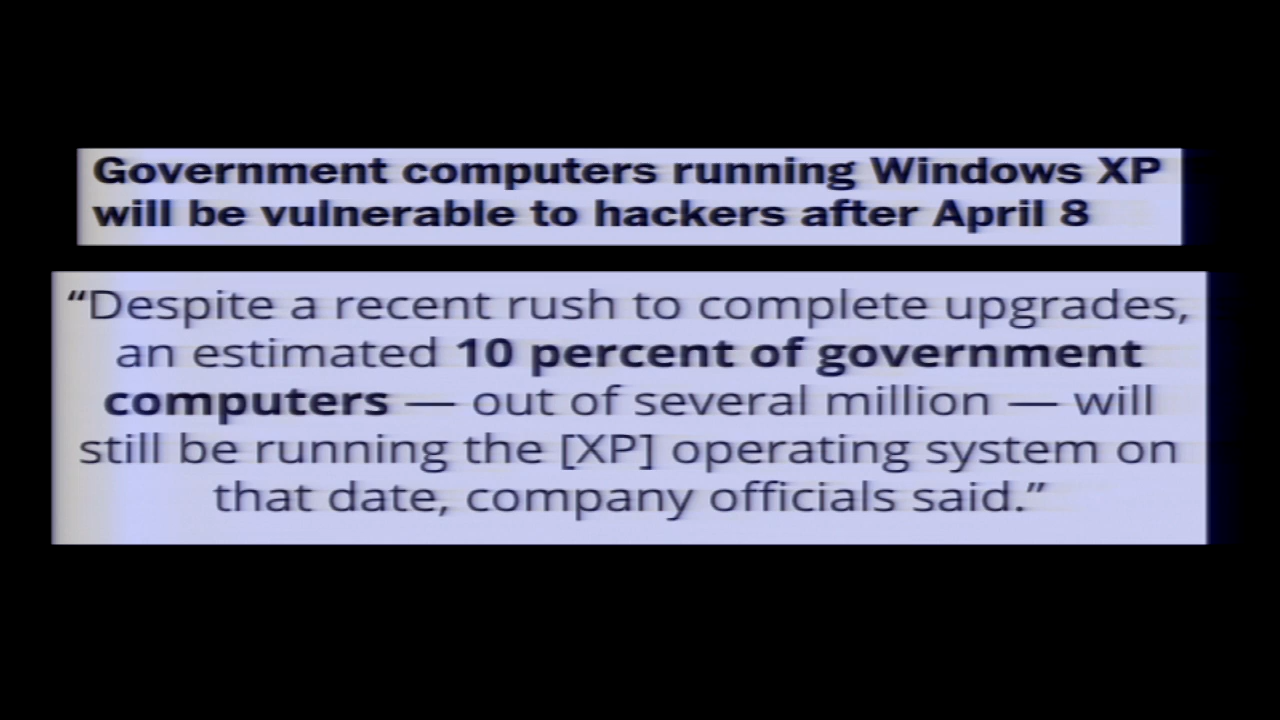 Government computers running Windows XP
will be vulnerable to hackers after April 8
“Despite a recent rush to complete upgrades,
an estimated 10 percent of government
computers — out of several million — will
still be running the [XP] operating system on
that date, company officials said.”